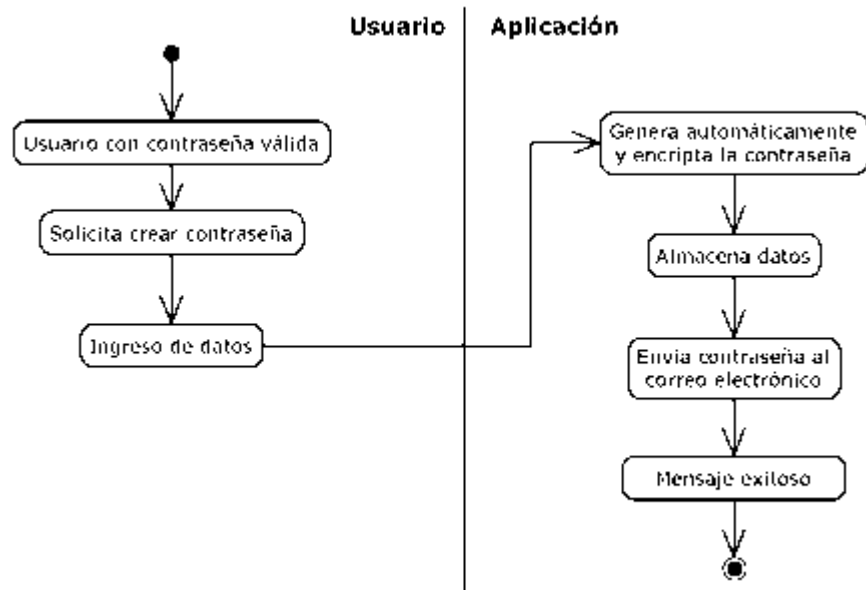 Usuario
Aplicación
Usuario con contraseña válida
Solicita crear contraseña
Ingreso de datos
Genera automáticamente
y encripta la contraseña
Almacena datos
Envía contraseña al
correo electrónico
Mensaje exitoso